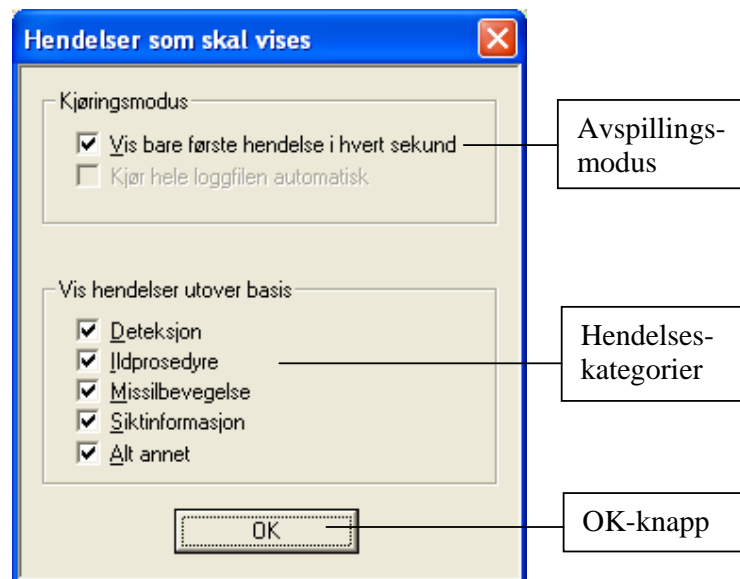 Hendelser som skal vises
Kjøringsmodus
Vis bare første hendelse i hvert sekund
Kjør hele loggfilen automatisk
Avspillings-
modus
Vis hendelser utover basis
Deteksjon
Ildprosedyre
Missilbevegelse
Siktinformasjon
Alt annet
Hendelses-
kategorier
OK
OK-knapp